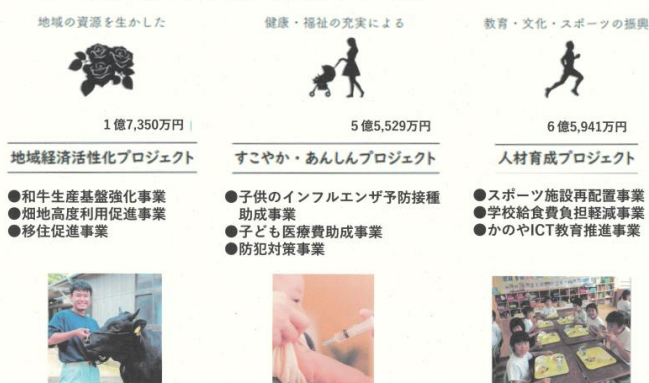 地域の資源を生かした
1億7,350万円
地域経済活性化プロジェクト
●和牛生産基盤強化事業
●畑地高度利用促進事業
●移住促進事業
健康・福祉の充実による
5億5,529万円
すこやか・あんしんプロジェクト
●子供のインフルエンザ予防接種
助成事業
●子ども医療費助成事業
●防犯対策事業
教育・文化・スポーツの振興
6億5,941万円
人材育成プロジェクト
●スポーツ施設再配置事業
●学校給食費負担軽減事業
●かのやICT教育推進事業